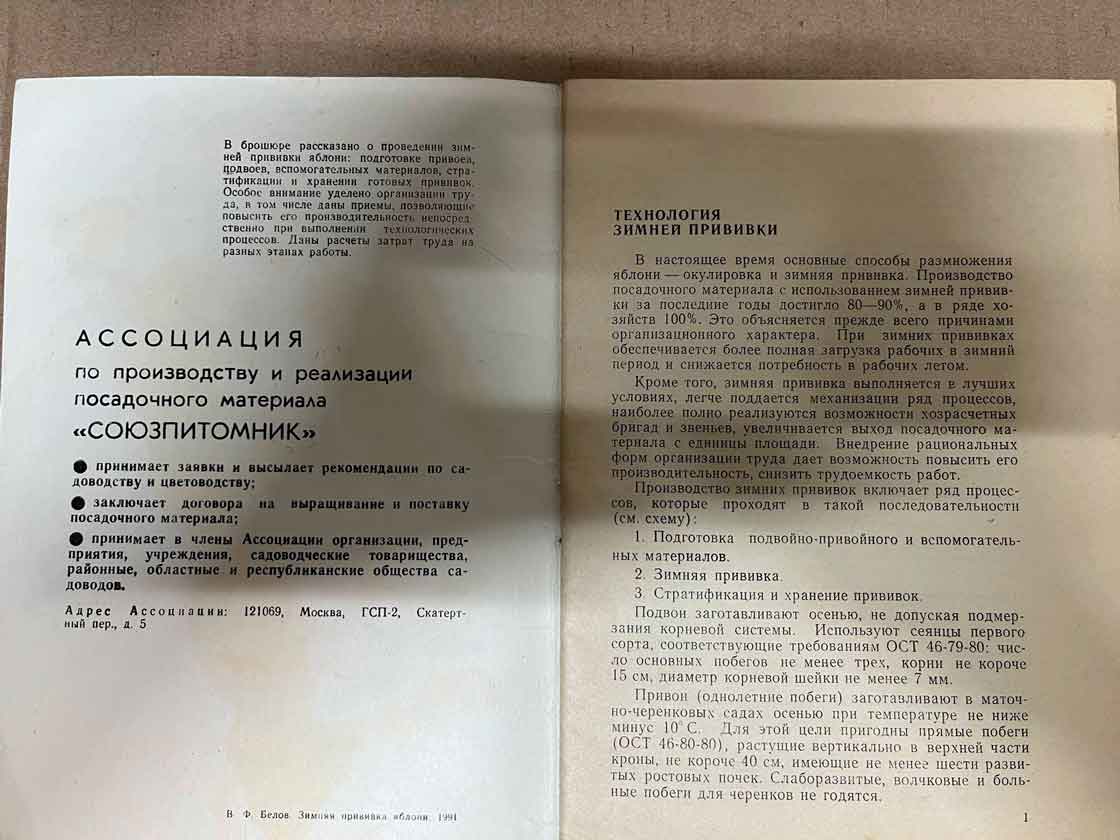 В брошюре рассказано о проведении зим-
ней прививки яблони: подготовке привоев,
подвоев, вспомогательных материалов, стра-
тификации и хранении готовых прививок.
Особое внимание уделено организации тру-
да, в том числе даны приемы, позволяющие
повысить его производительность непосред-
ственно при выполнении технологических
процессов. Даны расчеты затрат труда на
разных этапах работы.
АССОЦИАЦИЯ
по производству и реализации
посадочного материала
«СОЮЗПИТОМНИК»
● принимает заявки и высылает рекомендации по са-
доводству и цветоводству;
● заключает договора на выращивание и поставку
посадочного материала;
● принимает в члены Ассоциации организации, пред-
приятия, учреждения, садоводческие товарищества,
районные, областные и республиканские общества са-
доводов.
Адрес Ассоциации: 121069, Москва, ГСП-2, Скатерт-
ный пер., д. 5
В. Ф. Белов. Зимняя прививка яблони. 1991
ТЕХНОЛОГИЯ
ЗИМНЕЙ ПРИВИВКИ
В настоящее время основные способы размножения
яблони — окулировка и зимняя прививка. Производство
посадочного материала с использованием зимней привив-
ки за последние годы достигло 80—90%, а в ряде хо-
зяйств 100%. Это объясняется прежде всего причинами
организационного характера. При зимних прививках
обеспечивается более полная загрузка рабочих в зимний
период и снижается потребность в рабочих летом.
Кроме того, зимняя прививка выполняется в лучших
условиях, легче поддается механизации ряд процессов,
наиболее полно реализуются возможности хозрасчетных
бригад и звеньев, увеличивается выход посадочного ма-
териала с единицы площади. Внедрение рациональных
форм организации труда дает возможность повысить его
производительность, снизить трудоемкость работ.
Производство зимних прививок включает ряд процес-
сов, которые проходят в такой последовательности
(см. схему):
1. Подготовка подвойно-привойного и вспомогатель-
ных материалов.
2. Зимняя прививка.
3. Стратификация и хранение прививок.
Подвои заготавливают осенью, не допуская подмер-
зания корневой системы. Используют сеянцы первого
сорта, соответствующие требованиям ОСТ 46-79-80: чис-
ло основных побегов не менее трех, корни не короче
15 см, диаметр корневой шейки не менее 7 мм.
Привои (однолетние побеги) заготавливают в маточ-
но-черенковых садах осенью при температуре не ниже
минус 10°С. Для этой цели пригодны прямые побеги
(ОСТ 46-80-80), растущие вертикально в верхней части
кроны, не короче 40 см, имеющие не менее шести разви-
тых ростовых почек. Слаборазвитые, волчковые и боль-
ные побеги для черенков не годятся.
1